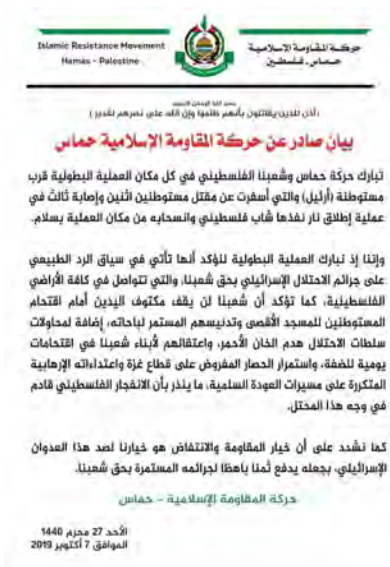 Islamic Resistance Movement
Hamas - Palestine
حركة المقاومة الإسلامية
حماس - فلسطين
بسم الله الرحمن الرحيم
(أذن للذين يقاتلون بأنهم ظلموا وإن الله على نصرهم لقدير)
بيان صادر عن حركة المقاومة الإسلامية حماس
تبارك حركة حماس وشعبنا الفلسطيني في كل مكان العملية البطولية قرب
مستوطنة (أرئيل) والتي أسفرت عن مقتل مستوطنين اثنين وإصابة ثالث في
عملية إطلاق نار نفذها شاب فلسطيني وانسحابه من مكان العملية بسلام.
وإننا إذ نبارك العملية البطولية لنؤكد أنها تأتي في سياق الرد الطبيعي
على جرائم الاحتلال الإسرائيلي بحق شعبنا، والتي تتواصل في كافة الأراضي
الفلسطينية، كما تؤكد أن شعبنا لن يقف مكتوف اليدين أمام اقتحام
المستوطنين للمسجد الأقصى وتدنيسهم المستمر لباحاته، إضافة لمحاولات
سلطات الاحتلال هدم الخان الأحمر، واعتقالهم لأبناء شعبنا في اقتحامات
يومية للضفة، واستمرار الحصار المفروض على قطاع غزة واعتداءاته الإرهابية
المتكررة على مسيرات العودة السلمية، ما ينذر بأن الانفجار الفلسطيني قادم
في وجه هذا المحتل.
كما نشدد على أن خيار المقاومة والانتفاض هو خيارنا لصد هذا العدوان
الإسرائيلي، بجعله يدفع ثمنا باهظا لجرائمه المستمرة بحق شعبنا.
حركة المقاومة الإسلامية - حماس
الأحد 27 محرم 1440
الموافق 7 أكتوبر 2019